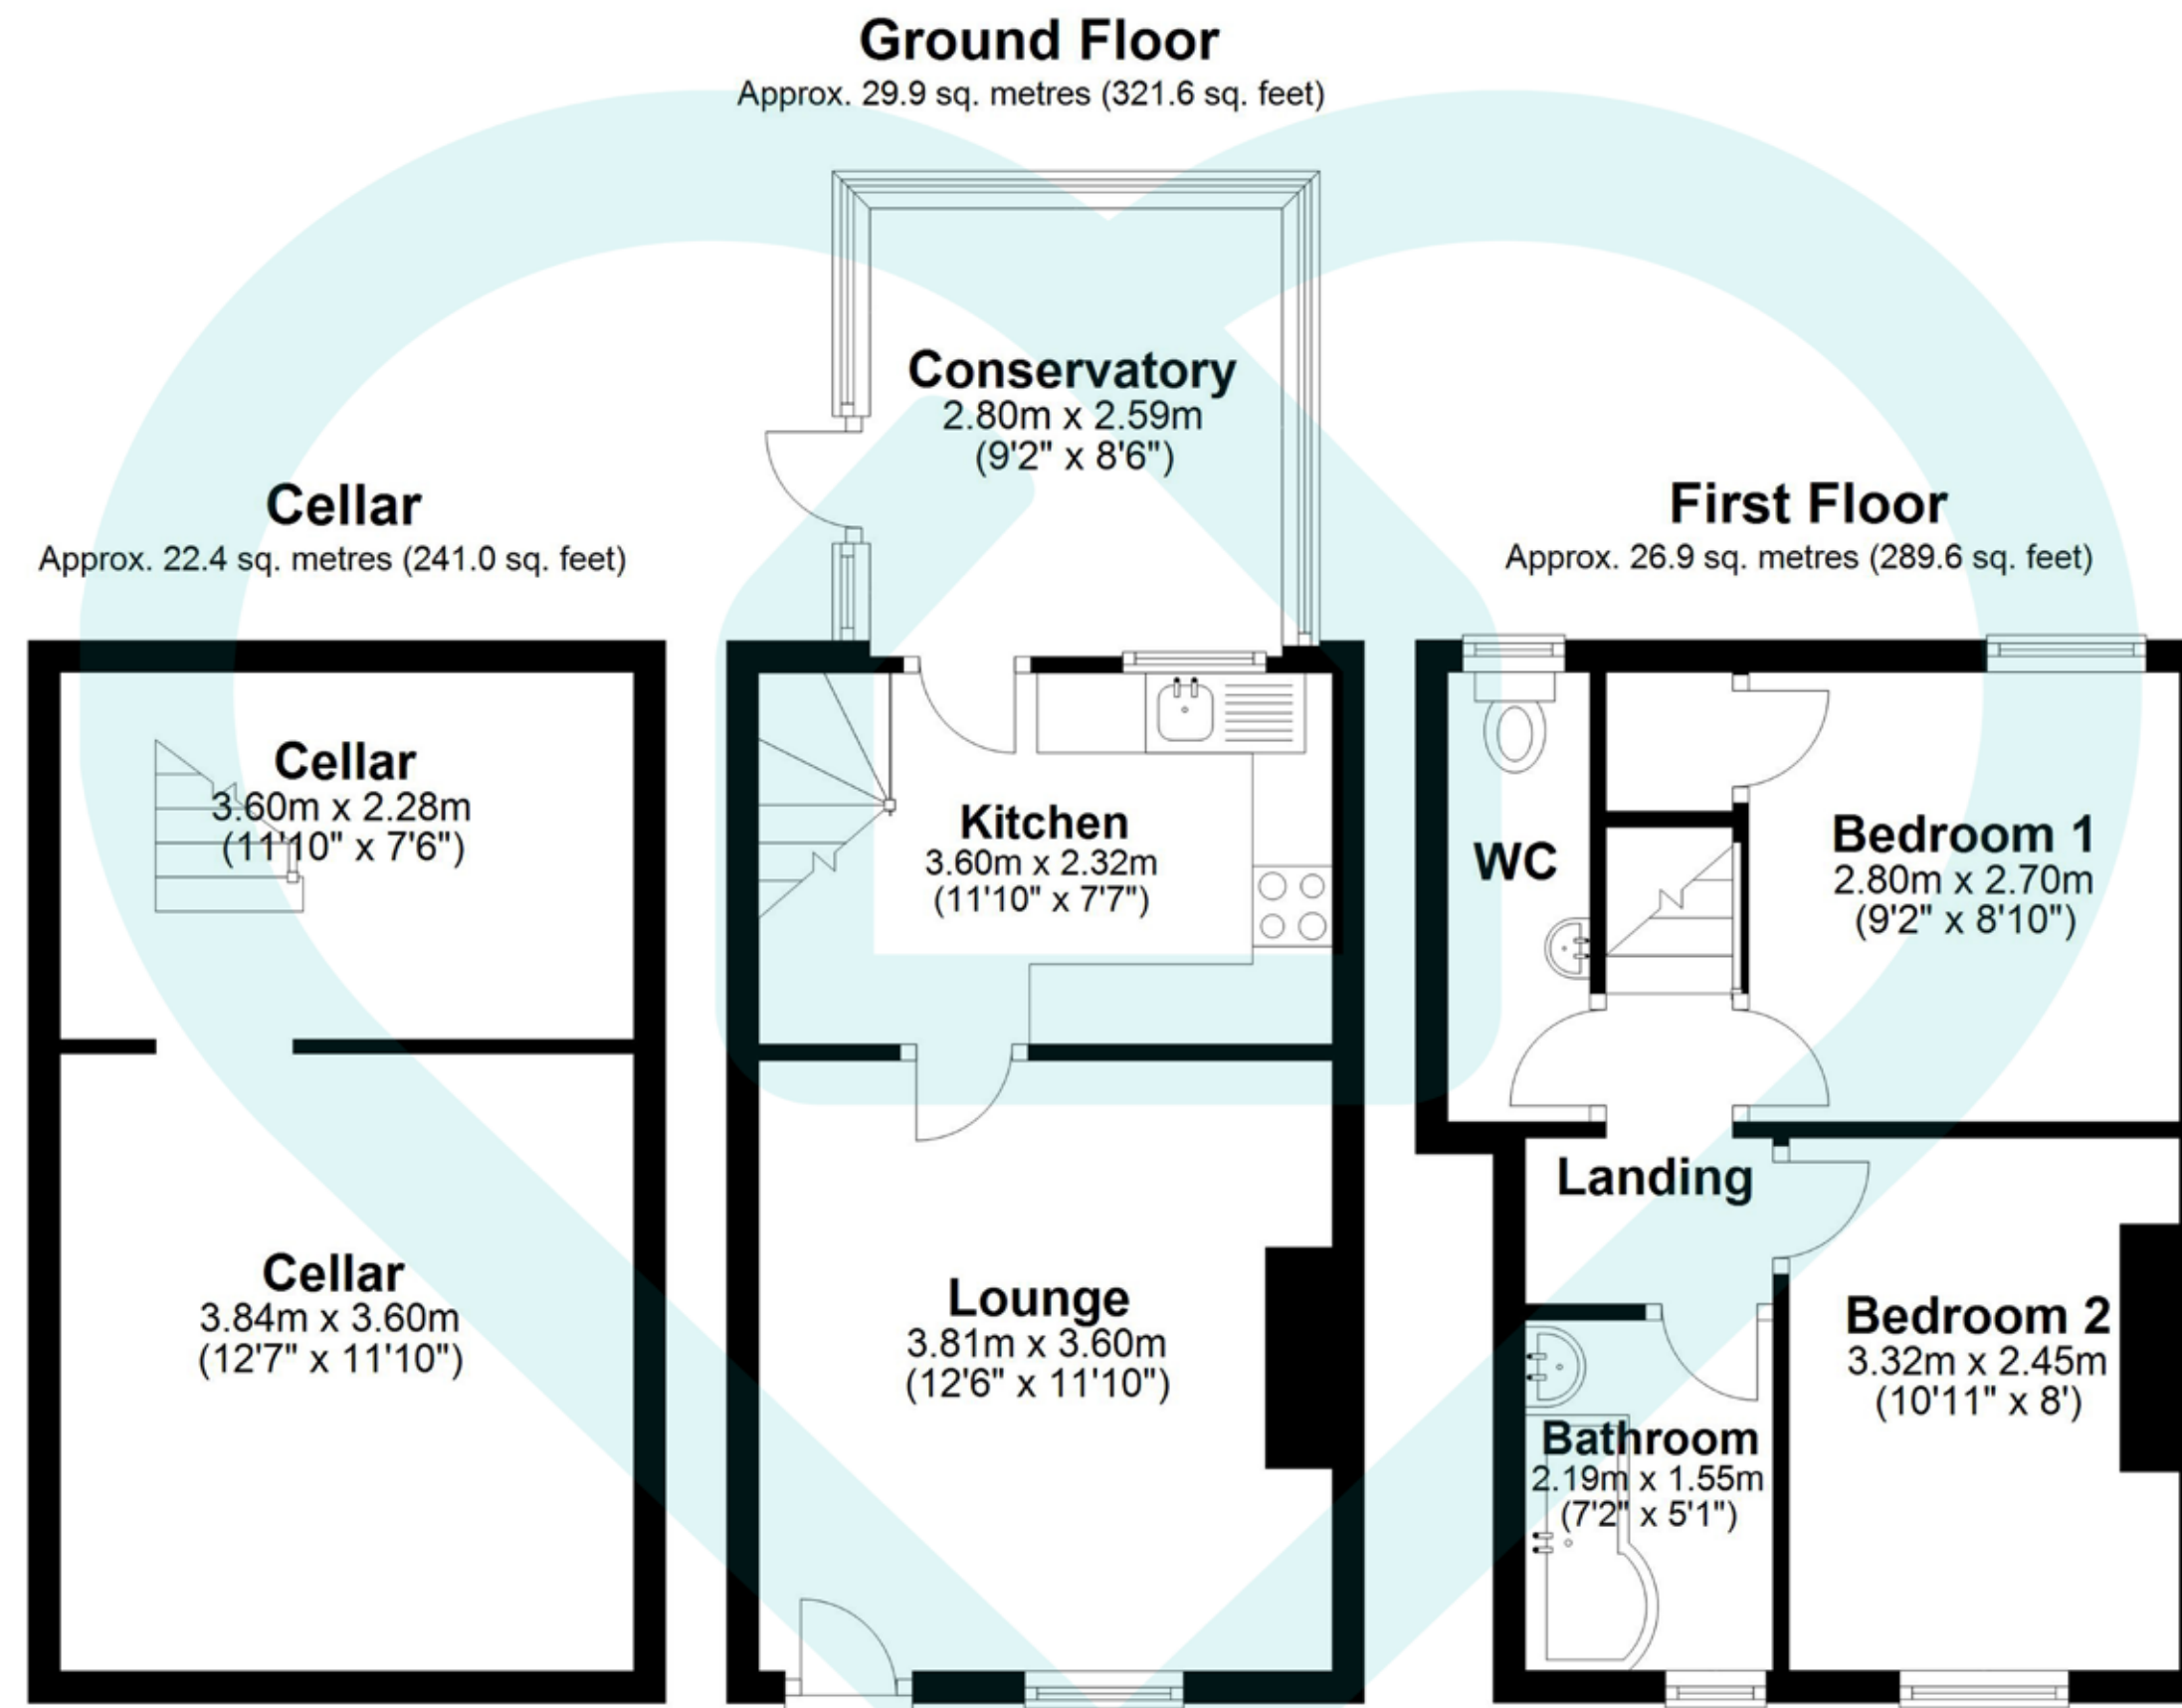 Ground Floor
Approx. 29.9 sq. metres (321.6 sq. feet)
Conservatory
2.80m x 2.59m
(9'2" x 8'6")
Kitchen
3.60m x 2.32m
(11'10" x 7'7")
Lounge
3.81m x 3.60m
(12'6" x 11'10")
Cellar
Approx. 22.4 sq. metres (241.0 sq. feet)
Cellar
3.60m x 2.28m
(11'10" x 7'6")
Cellar
3.84m x 3.60m
(12'7" x 11'10")
First Floor
Approx. 26.9 sq. metres (289.6 sq. feet)
WC
Bedroom 1
2.80m x 2.70m
(9'2" x 8'10")
Landing
Bedroom 2
3.32m x 2.45m
(10'11" x 8')
Bathroom
2.19m x 1.55m
(7'2" x 5'1")